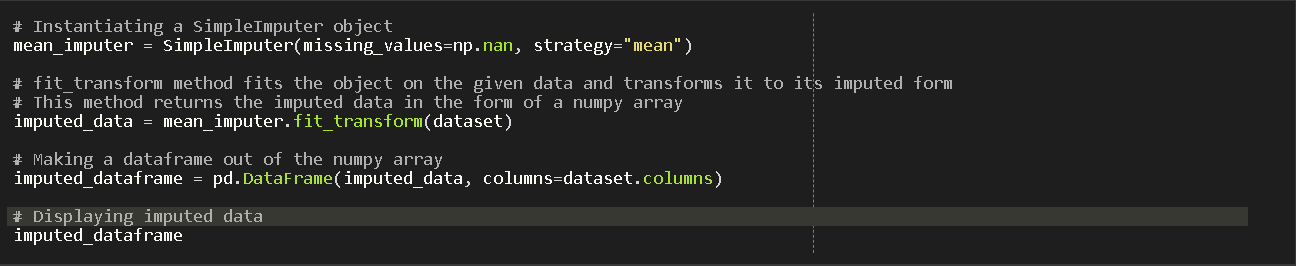 # Instantiating a SimpleImputer object
mean_imputer = SimpleImputer(missing_values=np.nan, strategy="mean")
# fit_transform method fits the object on the given data and transforms it to its imputed form
# This method returns the imputed data in the form of a numpy array
imputed_data = mean_imputer.fit_transform(dataset)
# Making a dataframe out of the numpy array
imputed_dataframe = pd.DataFrame(imputed_data, columns=dataset.columns)
# Displaying imputed data
imputed_dataframe